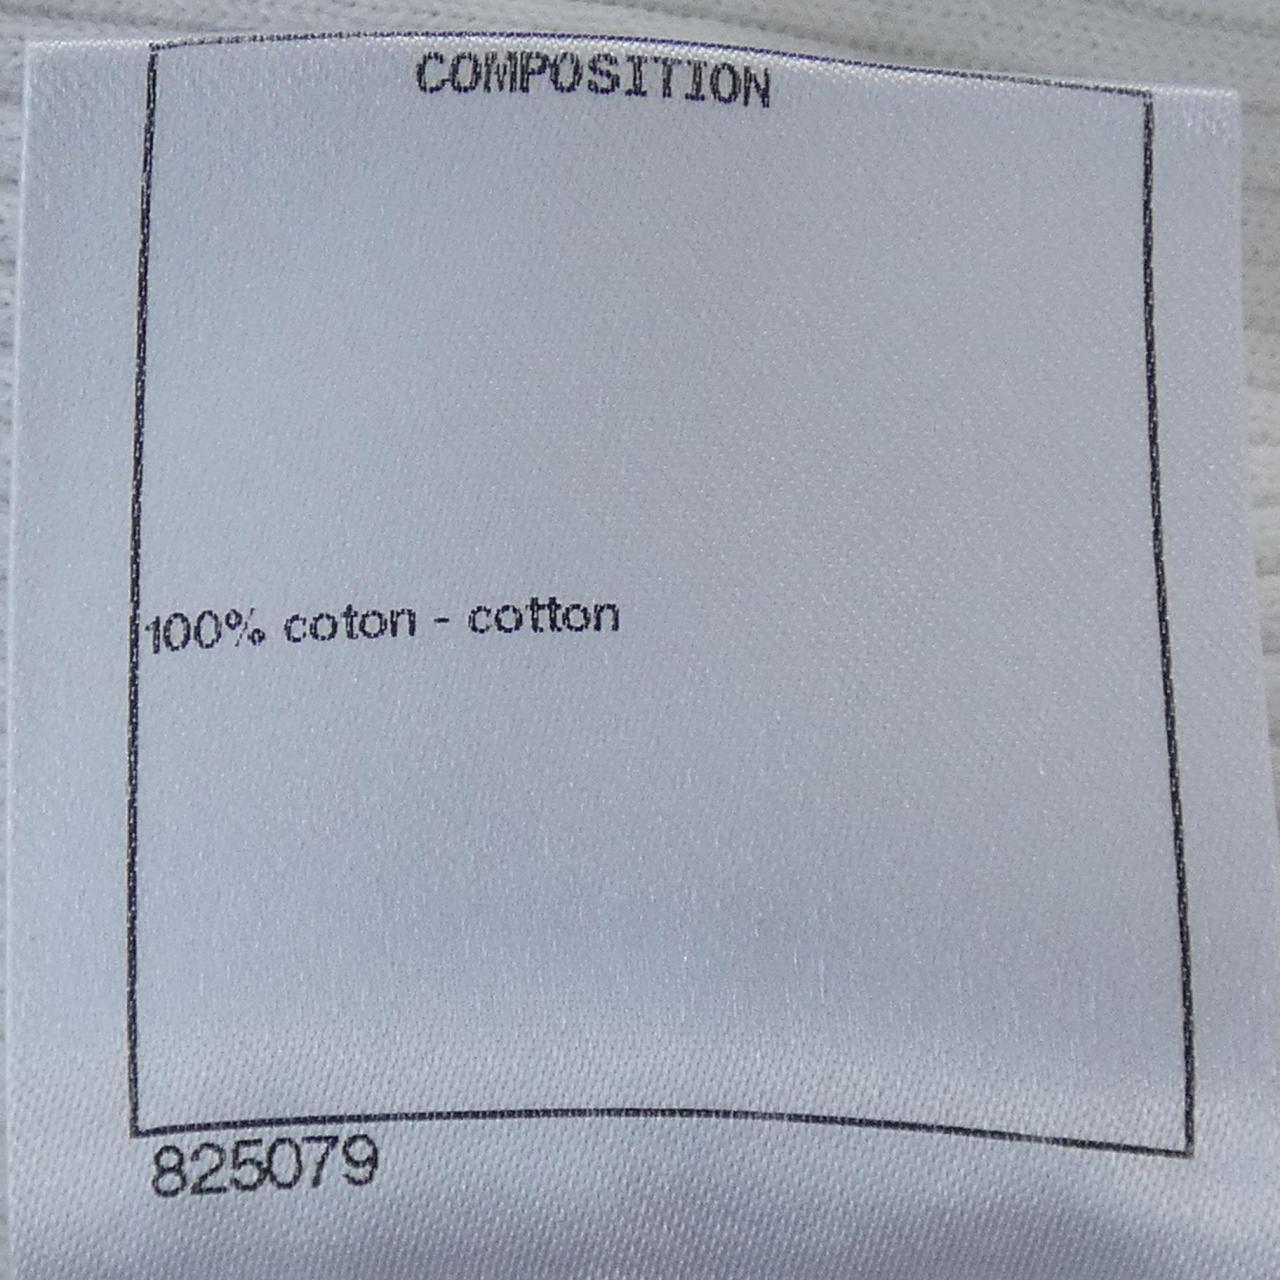 COMPOSITION
100% coton - cotton
825079